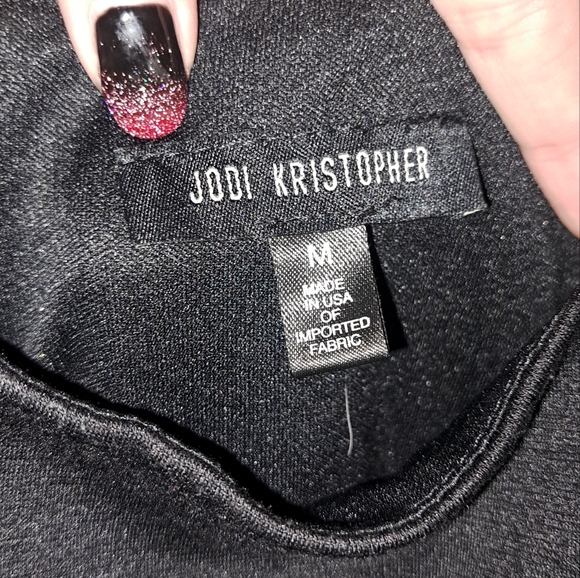 JODI KRISTOPHER
M
MADE
IN USA
OF
IMPORTED
FABRIC